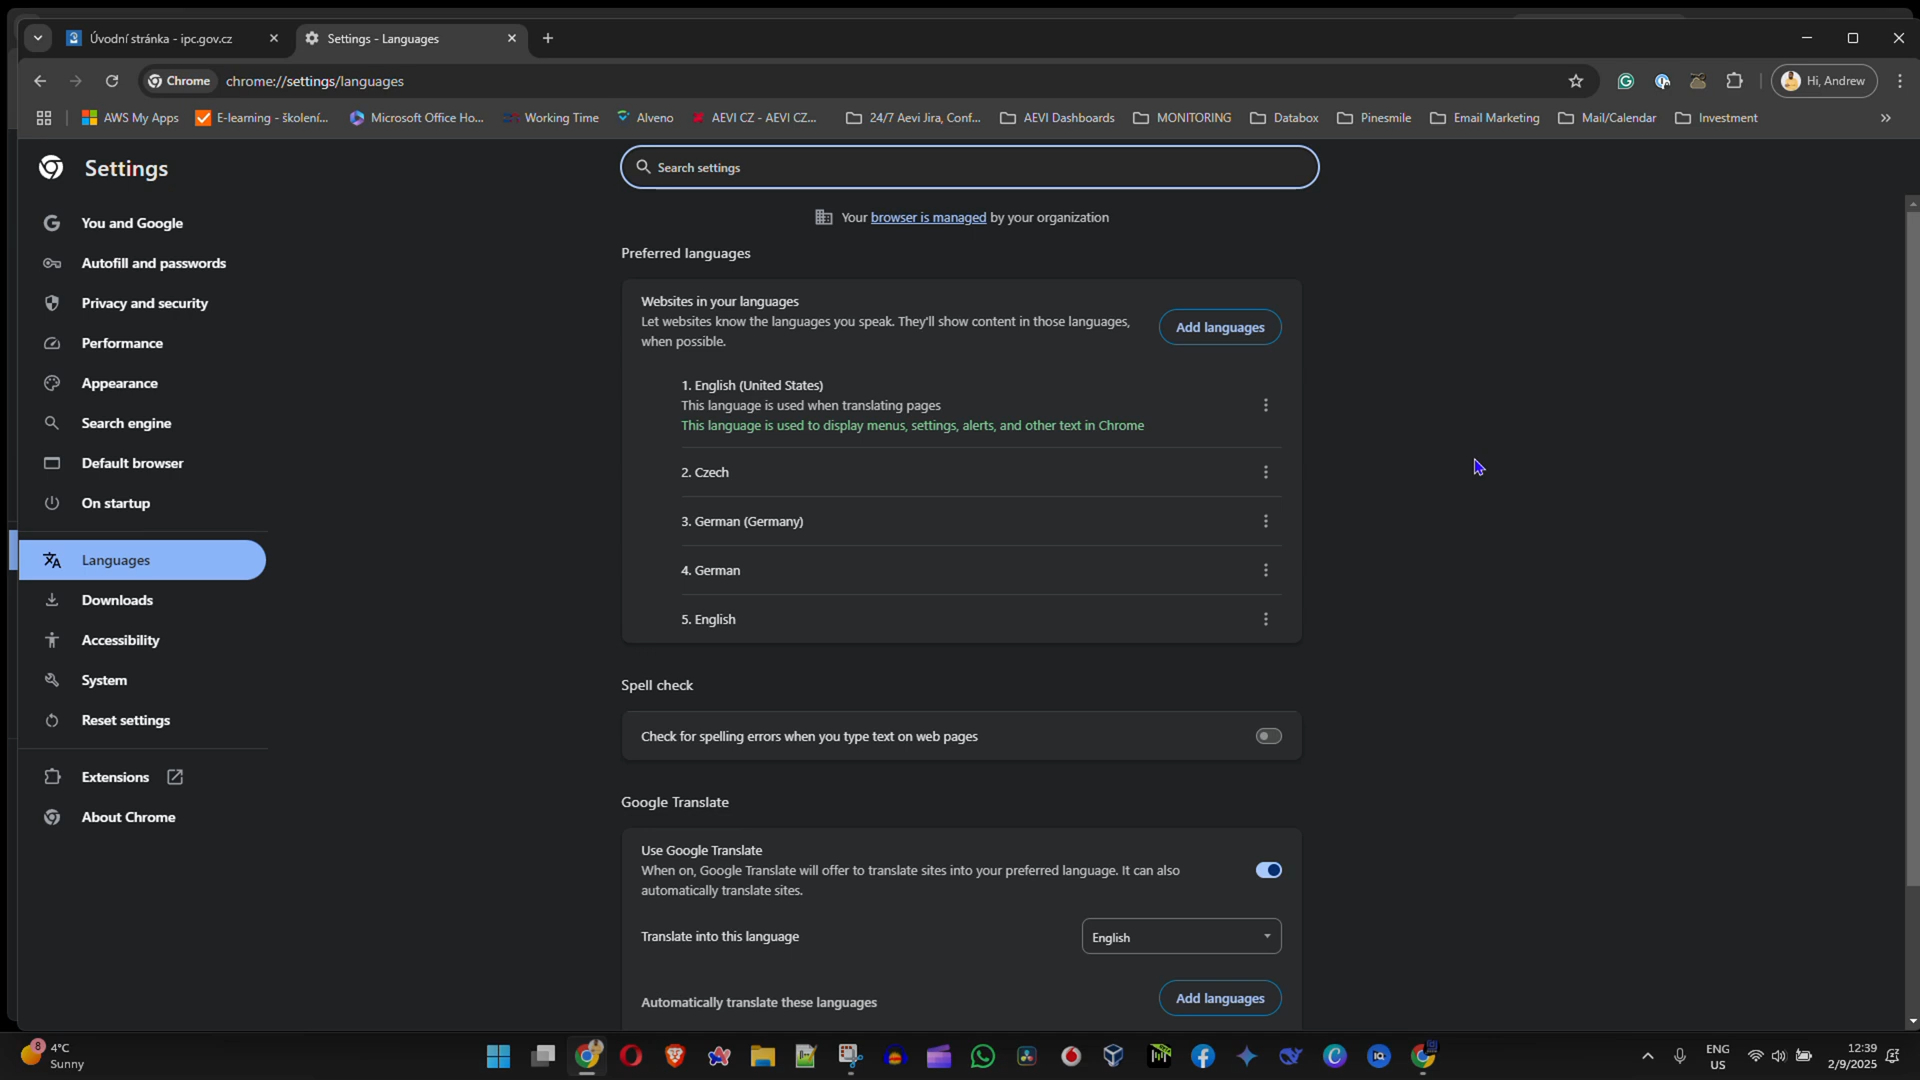 Úvodní stránka - ipc.gov.cz
Settings - Languages
Chrome
chrome://settings/languages
Hi, Andrew
AWS My Apps
E-learning - školení...
Microsoft Office Ho...
Working Time
Alveno
AEVI CZ - AEVI CZ...
24/7 Aevi Jira, Conf...
AEVI Dashboards
MONITORING
Databox
Pinesmile
Email Marketing
Mail/Calendar
Investment
Settings
Search settings
You and Google
Autofill and passwords
Privacy and security
Performance
Appearance
Search engine
Default browser
On startup
Languages
Downloads
Accessibility
System
Reset settings
Extensions
About Chrome
Your browser is managed by your organization
Preferred languages
Websites in your languages
Let websites know the languages you speak. They'll show content in those languages,
when possible.
Add languages
1. English (United States)
This language is used when translating pages
This language is used to display menus, settings, alerts, and other text in Chrome
2. Czech
3. German (Germany)
4. German
5. English
Spell check
Check for spelling errors when you type text on web pages
Google Translate
Use Google Translate
When on, Google Translate will offer to translate sites into your preferred language. It can also
automatically translate sites.
Translate into this language
English
Automatically translate these languages
Add languages
8
4°C
Sunny
IQ
ENG
US
12:39
2/9/2025